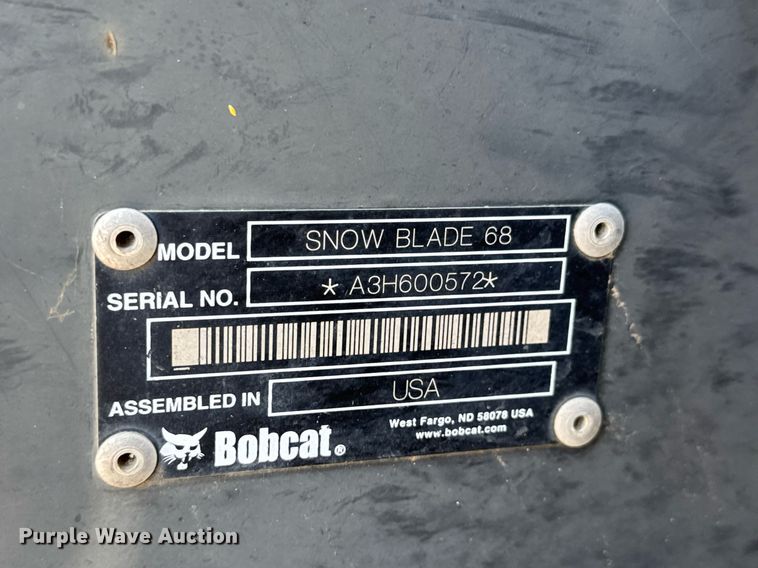 MODEL SNOW BLADE 68
SERIAL NO. * A3H600572*
ASSEMBLED IN USA
West Fargo, ND 58078 USA
www.bobcat.com
Bobcat®
Purple Wave Auction